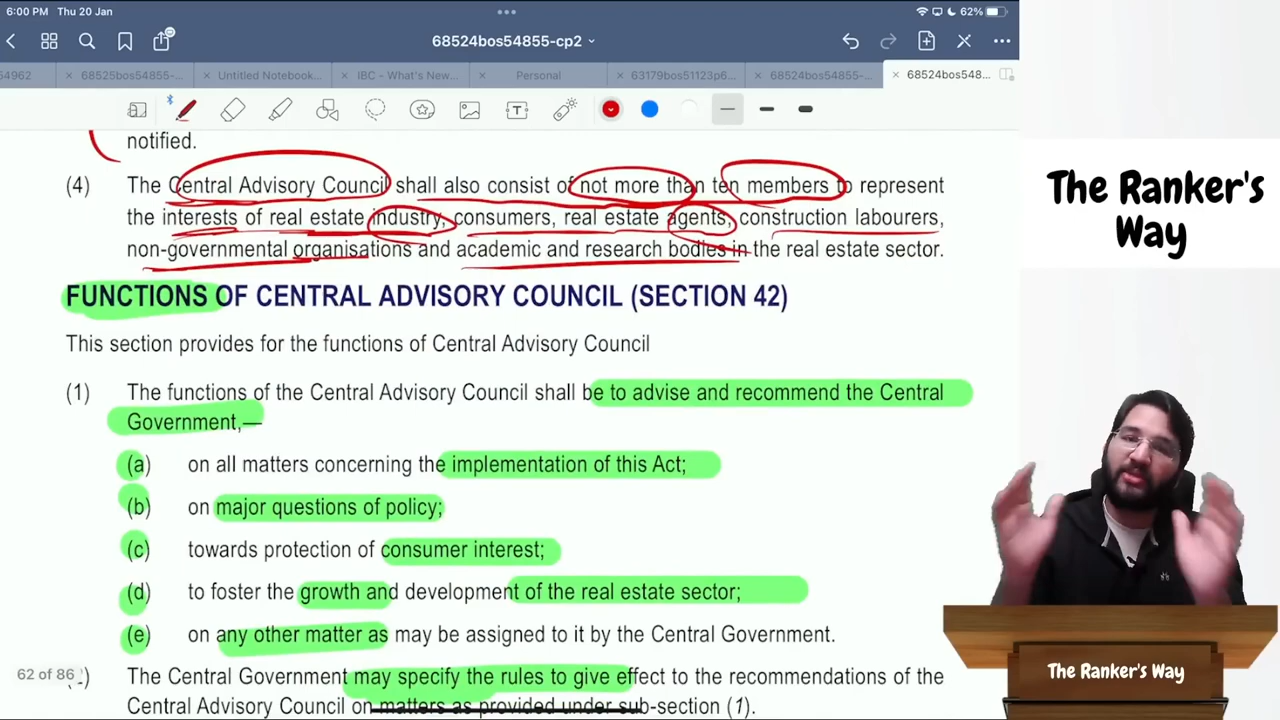 6:00 PM Thu 20 Jan
62%
68524bos54855-cp2
54962
68525bos54855-...
Untitled Notebook...
IBC - What's New...
Personal
63179bos51123p6...
68524bos54855-...
68524bos548...
notified.
(4) The Central Advisory Council shall also consist of not more than ten members to represent
the interests of real estate industry, consumers, real estate agents, construction labourers,
non-governmental organisations and academic and research bodies in the real estate sector.
FUNCTIONS OF CENTRAL ADVISORY COUNCIL (SECTION 42)
This section provides for the functions of Central Advisory Council
(1) The functions of the Central Advisory Council shall be to advise and recommend the Central
Government,—
(a) on all matters concerning the implementation of this Act;
(b) on major questions of policy;
(c) towards protection of consumer interest;
(d) to foster the growth and development of the real estate sector;
(e) on any other matter as may be assigned to it by the Central Government.
62 of 86
The Central Government may specify the rules to give effect to the recommendations of the
Central Advisory Council on matters as provided under sub-section (1).
The Ranker's
Way
The Ranker's Way